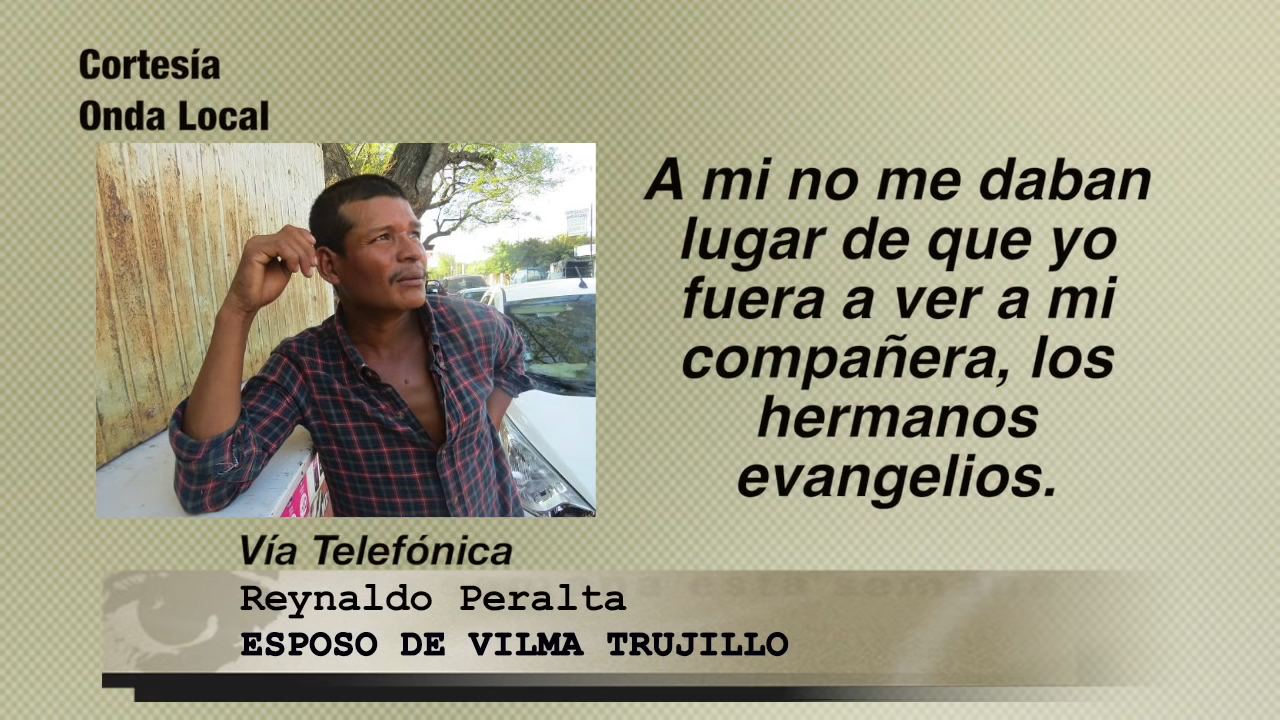 Cortesía
Onda Local
A mi no me daban
lugar de que yo
fuera a ver a mi
compañera, los
hermanos
evangelios.
Vía Telefónica
Reynaldo Peralta
ESPOSO DE VILMA TRUJILLO